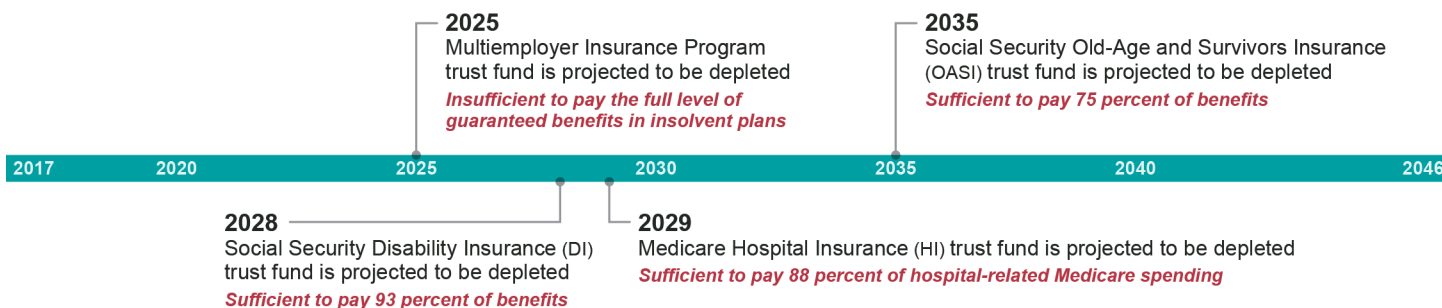 2025
Multiemployer Insurance Program
trust fund is projected to be depleted
Insufficient to pay the full level of
guaranteed benefits in insolvent plans
2035
Social Security Old-Age and Survivors Insurance
(OASI) trust fund is projected to be depleted
Sufficient to pay 75 percent of benefits
2017 2020 2025 2030 2035 2040 2046
2028
Social Security Disability Insurance (DI)
trust fund is projected to be depleted
Sufficient to pay 93 percent of benefits
2029
Medicare Hospital Insurance (HI) trust fund is projected to be depleted
Sufficient to pay 88 percent of hospital-related Medicare spending